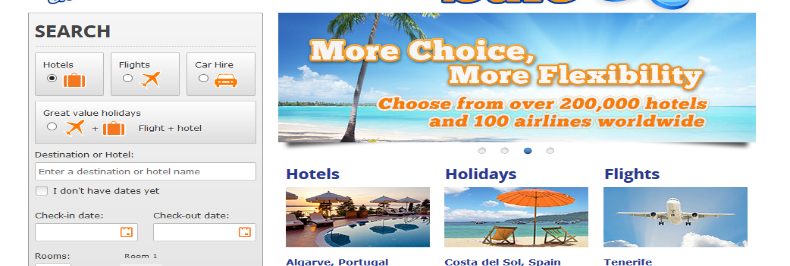 SEARCH
Hotels
Flights
Car Hire
Great value holidays
+
Flight + hotel
Destination or Hotel:
Enter a destination or hotel name
I don't have dates yet
Check-in date:
Check-out date:
Rooms:
Room 1
More Choice,
More Flexibility
Choose from over 200,000 hotels
and 100 airlines worldwide
Hotels
Holidays
Flights
Algarve, Portugal
Costa del Sol, Spain
Tenerife